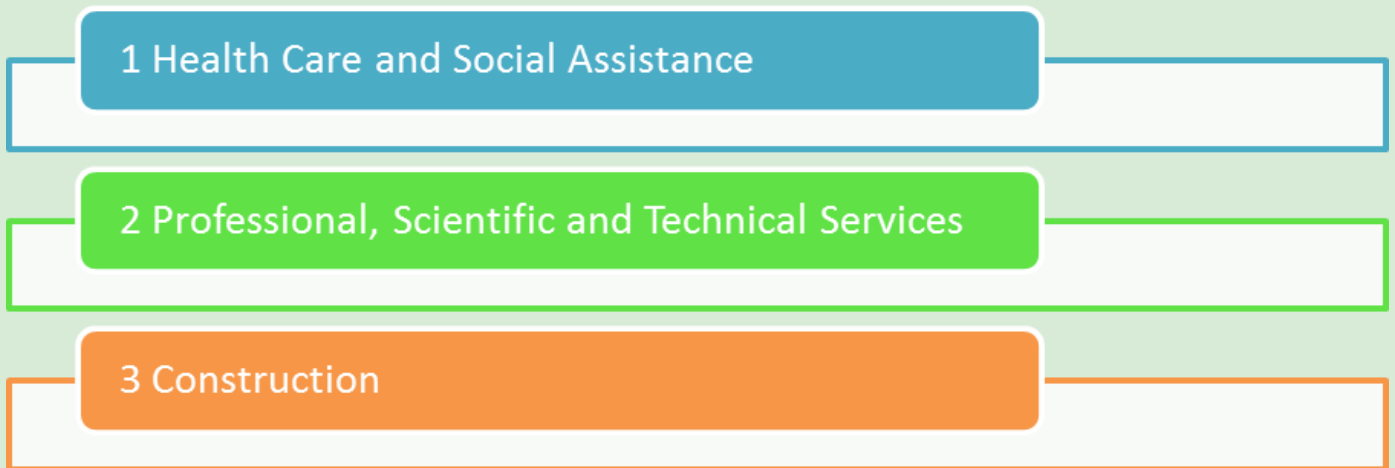 1 Health Care and Social Assistance
2 Professional, Scientific and Technical Services
3 Construction